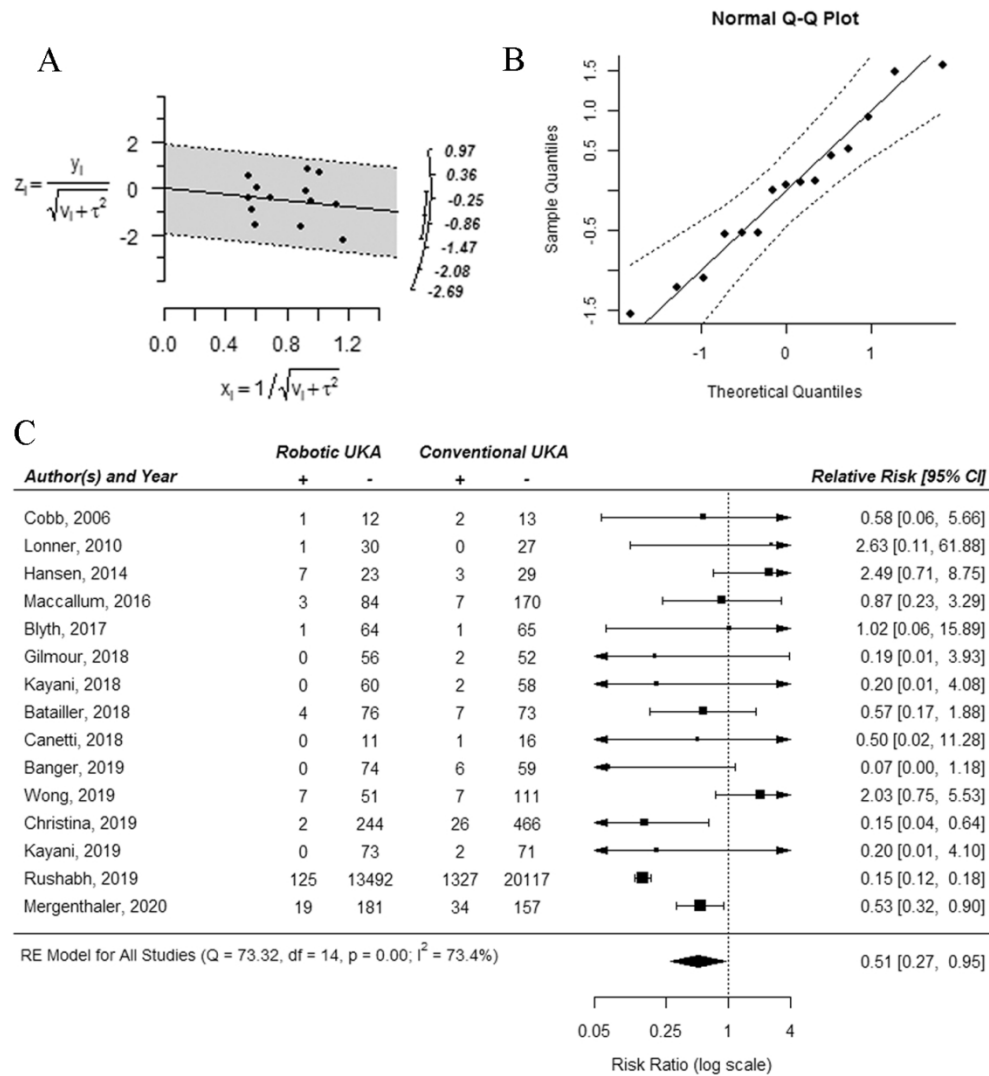 A
z_I = y_I / √(v_I + τ²)
2
0
-2
0.97
0.36
-0.25
-0.86
-1.47
-2.08
-2.69
0.0 0.4 0.8 1.2
x_I = 1/√(v_I + τ²)
Normal Q-Q Plot
B
Sample Quantiles
1.5
1.0
0.5
-0.5
-1.5
-1 0 1
Theoretical Quantiles
C
Robotic UKA Conventional UKA
Author(s) and Year + - + - Relative Risk [95% CI]
Cobb, 2006 1 12 2 13 0.58 [0.06, 5.66]
Lonner, 2010 1 30 0 27 2.63 [0.11, 61.88]
Hansen, 2014 7 23 3 29 2.49 [0.71, 8.75]
Maccallum, 2016 3 84 7 170 0.87 [0.23, 3.29]
Blyth, 2017 1 64 1 65 1.02 [0.06, 15.89]
Gilmour, 2018 0 56 2 52 0.19 [0.01, 3.93]
Kayani, 2018 0 60 2 58 0.20 [0.01, 4.08]
Batailler, 2018 4 76 7 73 0.57 [0.17, 1.88]
Canetti, 2018 0 11 1 16 0.50 [0.02, 11.28]
Banger, 2019 0 74 6 59 0.07 [0.00, 1.18]
Wong, 2019 7 51 7 111 2.03 [0.75, 5.53]
Christina, 2019 2 244 26 466 0.15 [0.04, 0.64]
Kayani, 2019 0 73 2 71 0.20 [0.01, 4.10]
Rushabh, 2019 125 13492 1327 20117 0.15 [0.12, 0.18]
Mergenthaler, 2020 19 181 34 157 0.53 [0.32, 0.90]
RE Model for All Studies (Q = 73.32, df = 14, p = 0.00; I² = 73.4%) 0.51 [0.27, 0.95]
0.05 0.25 1 4
Risk Ratio (log scale)